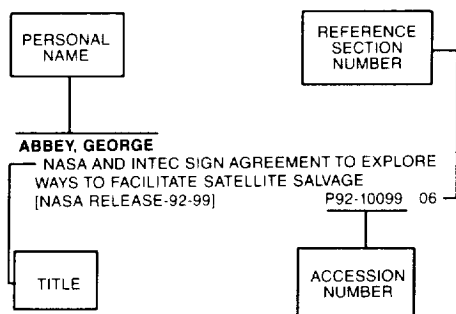 PERSONAL
NAME
REFERENCE
SECTION
NUMBER
ABBEY, GEORGE
NASA AND INTEC SIGN AGREEMENT TO EXPLORE
WAYS TO FACILITATE SATELLITE SALVAGE
[NASA RELEASE-92-99] P92-10099 06
TITLE
ACCESSION
NUMBER